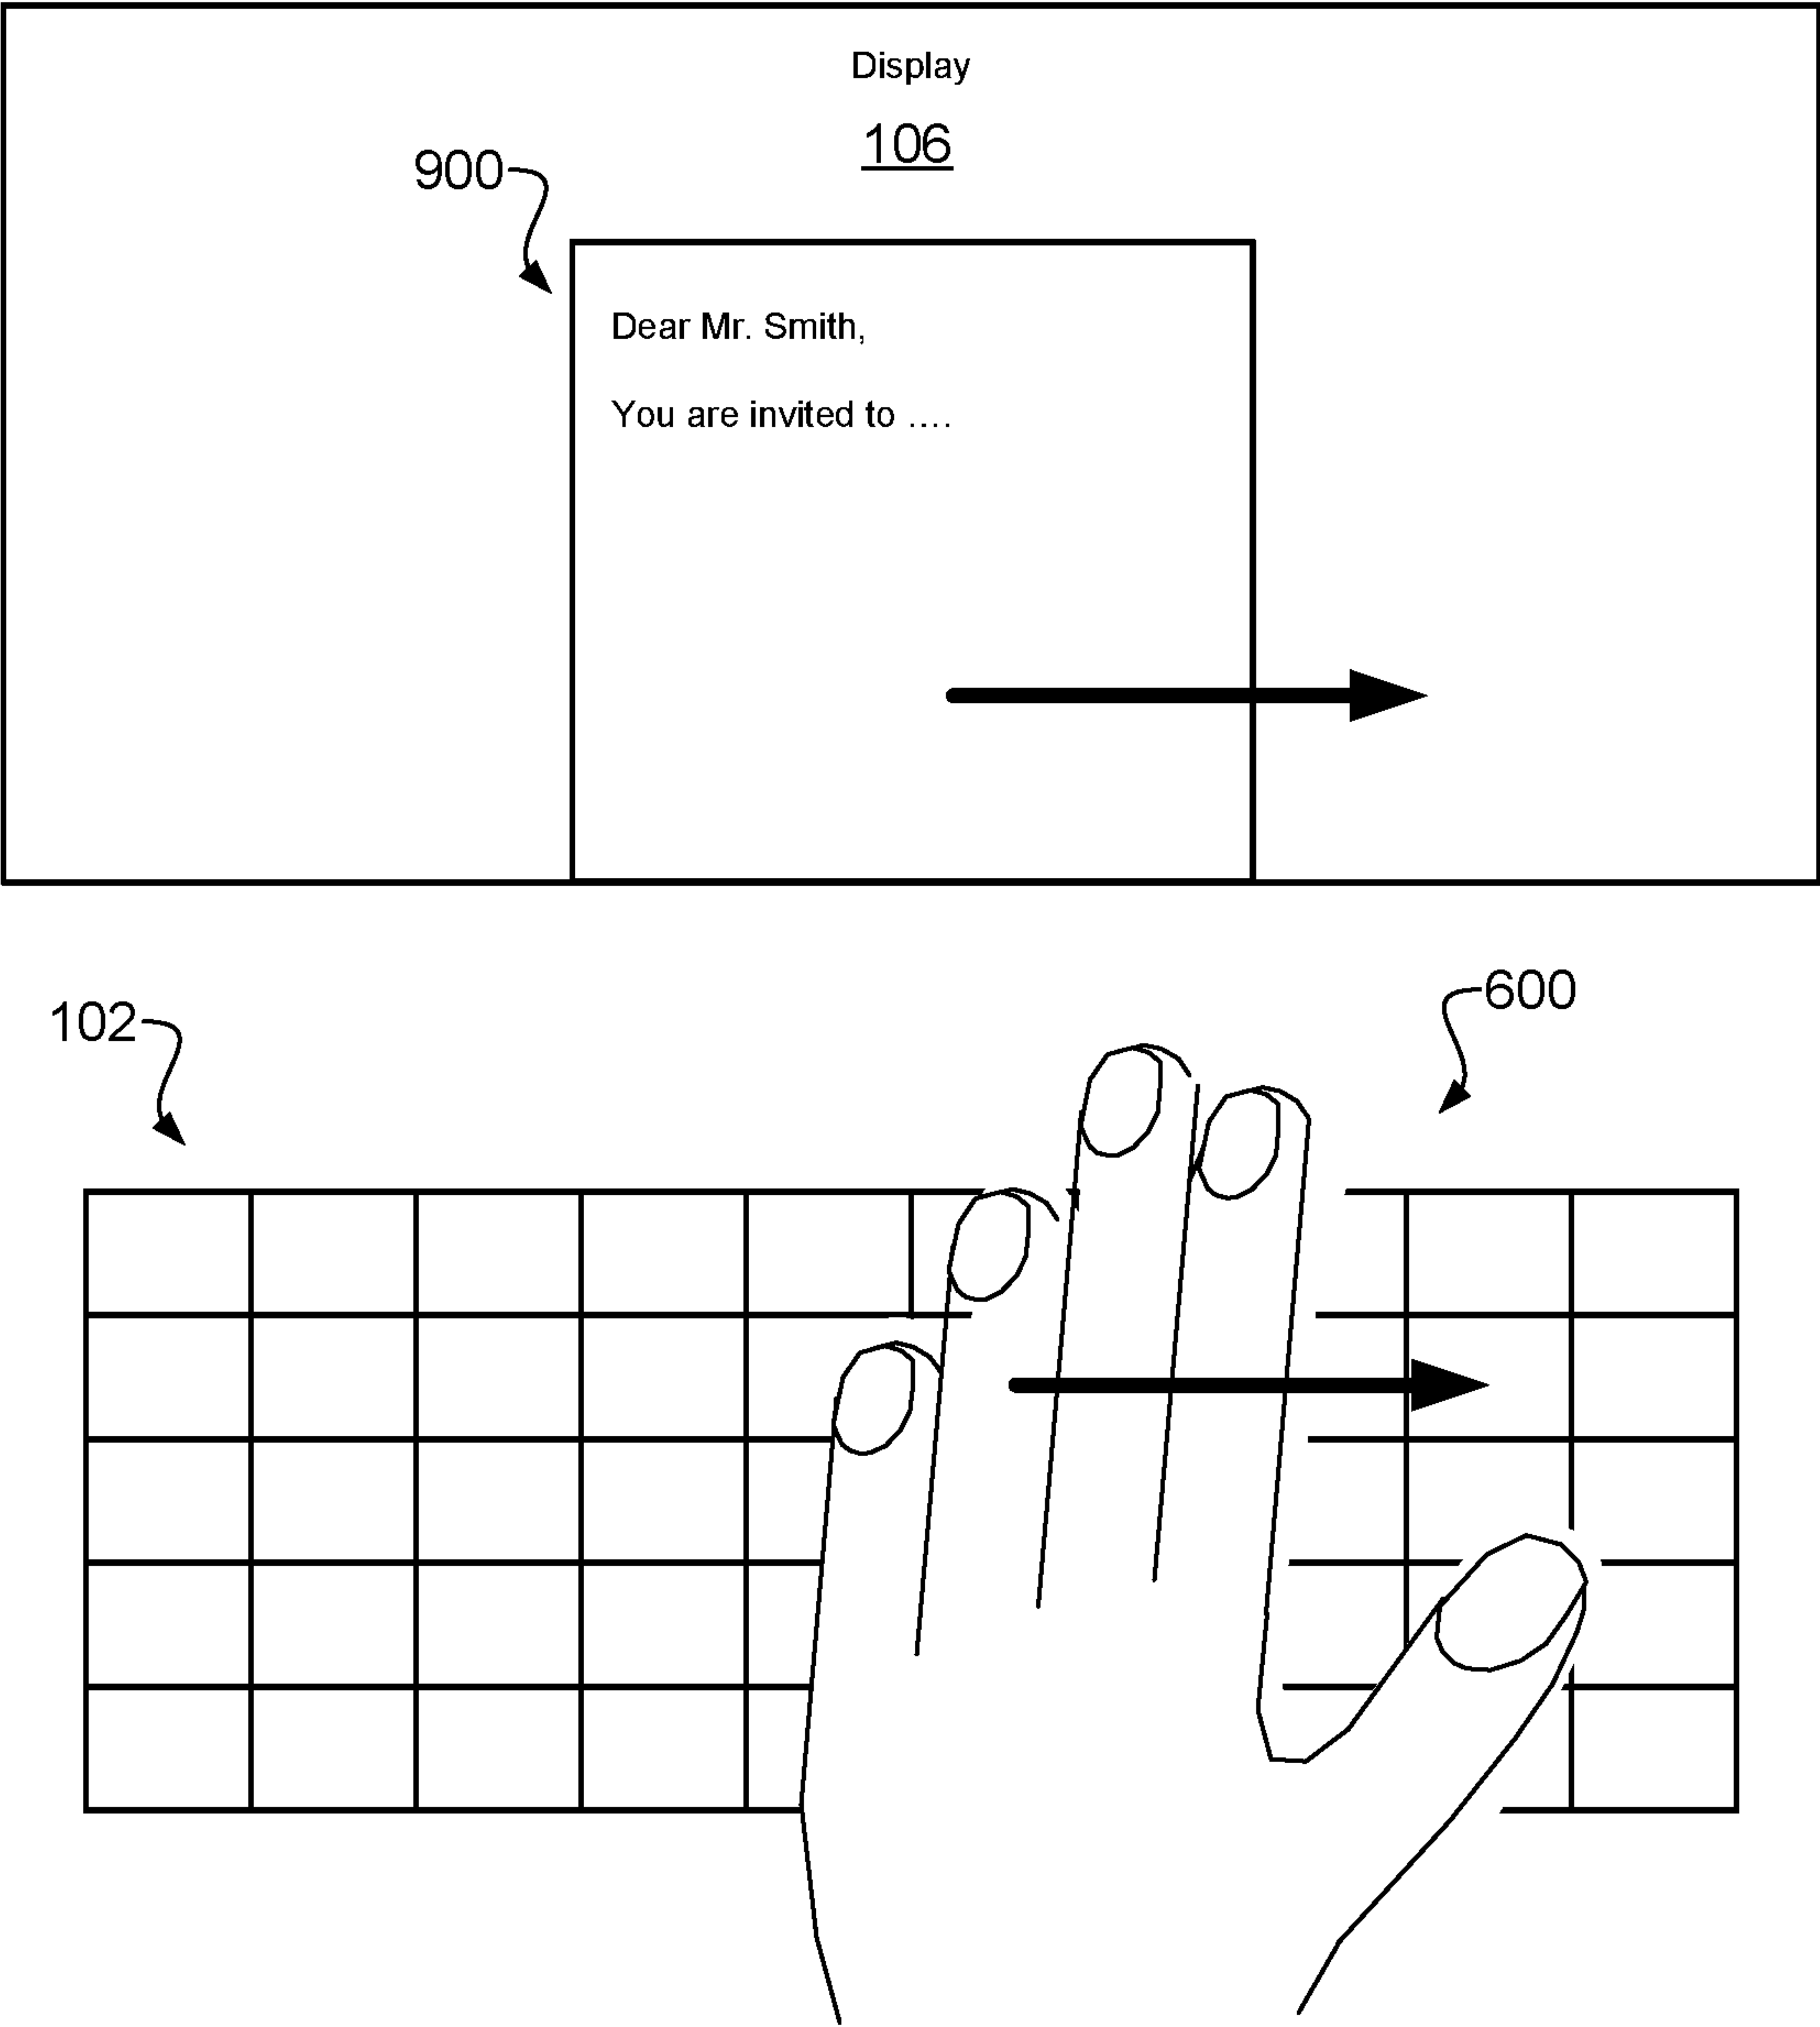 Display
106
900
Dear Mr. Smith,
You are invited to ....
600
102